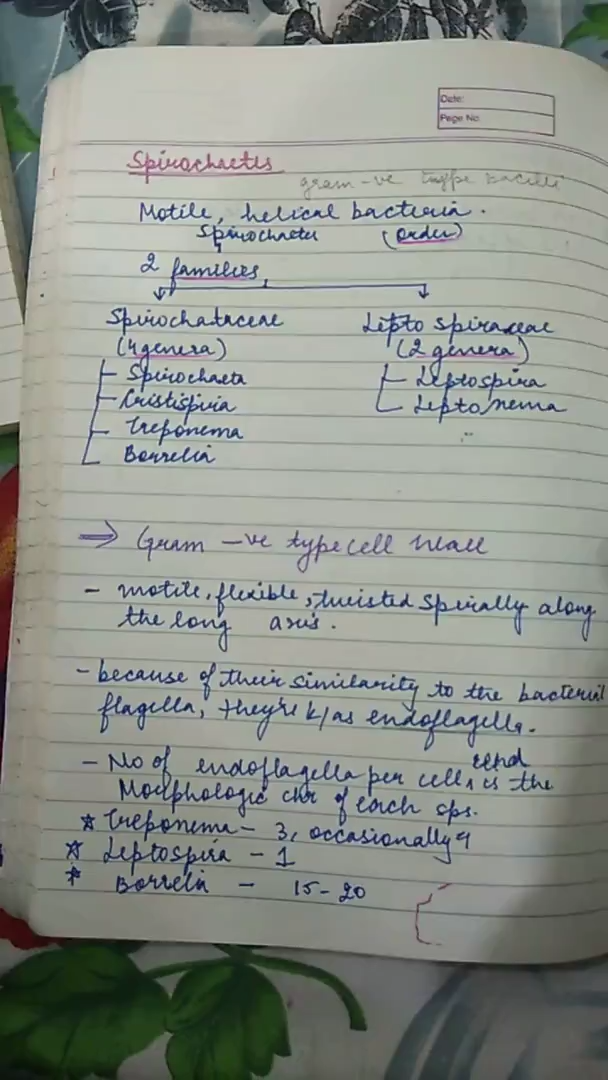 Date:
Page No:
Spirochaetes
gram -ve type bacilli
Motile, helical bacteria.
Spirochaetes (order)
2 families,
Spirochataceae Lepto spiraceae
(4 genera) (2 genera)
Spirochaeta Leptospira
Cristispiria Leptonema
Treponema
Borrelia
⇒ Gram -ve type cell wall
- motile, flexible, twisted spirally along
the long axis.
- because of their similarity to the bacterial
flagella, they're k/as endoflagella.
- No of endoflagella per cell, is the
Morphologic chr of each sps.
* Treponema - 3, occasionally 4
* Leptospira - 1
* Borrelia - 15-20